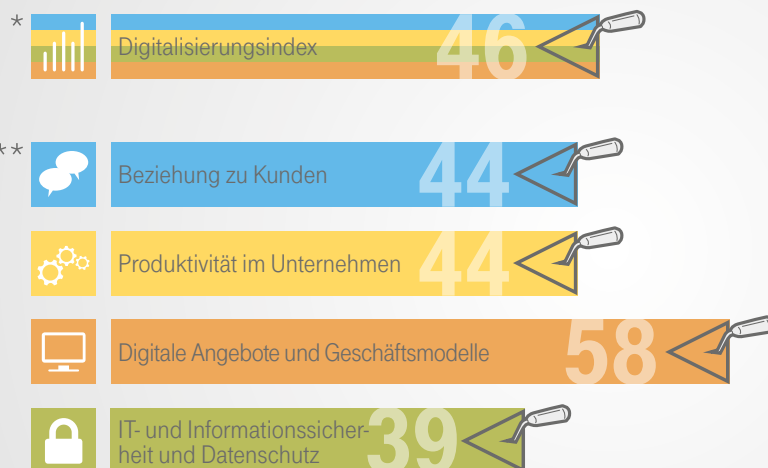 *
Digitalisierungsindex 46
**
Beziehung zu Kunden 44
Produktivität im Unternehmen 44
Digitale Angebote und Geschäftsmodelle 58
IT- und Informationssicher-
heit und Datenschutz 39